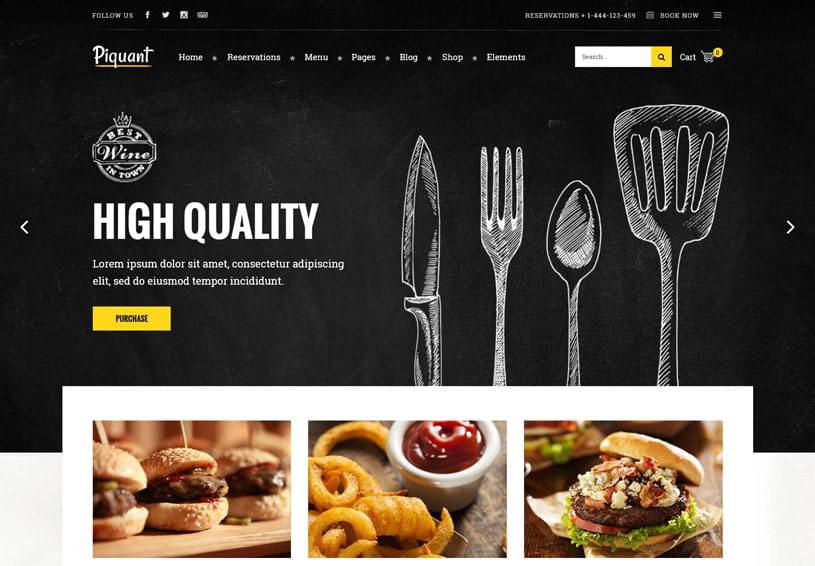 FOLLOW US
RESERVATIONS + 1-444-123-459
BOOK NOW
Piquant
Home
Reservations
Menu
Pages
Blog
Shop
Elements
Search...
Cart
0
BEST
Wine
IN TOWN
HIGH QUALITY
Lorem ipsum dolor sit amet, consectetur adipiscing
elit, sed do eiusmod tempor incididunt.
PURCHASE